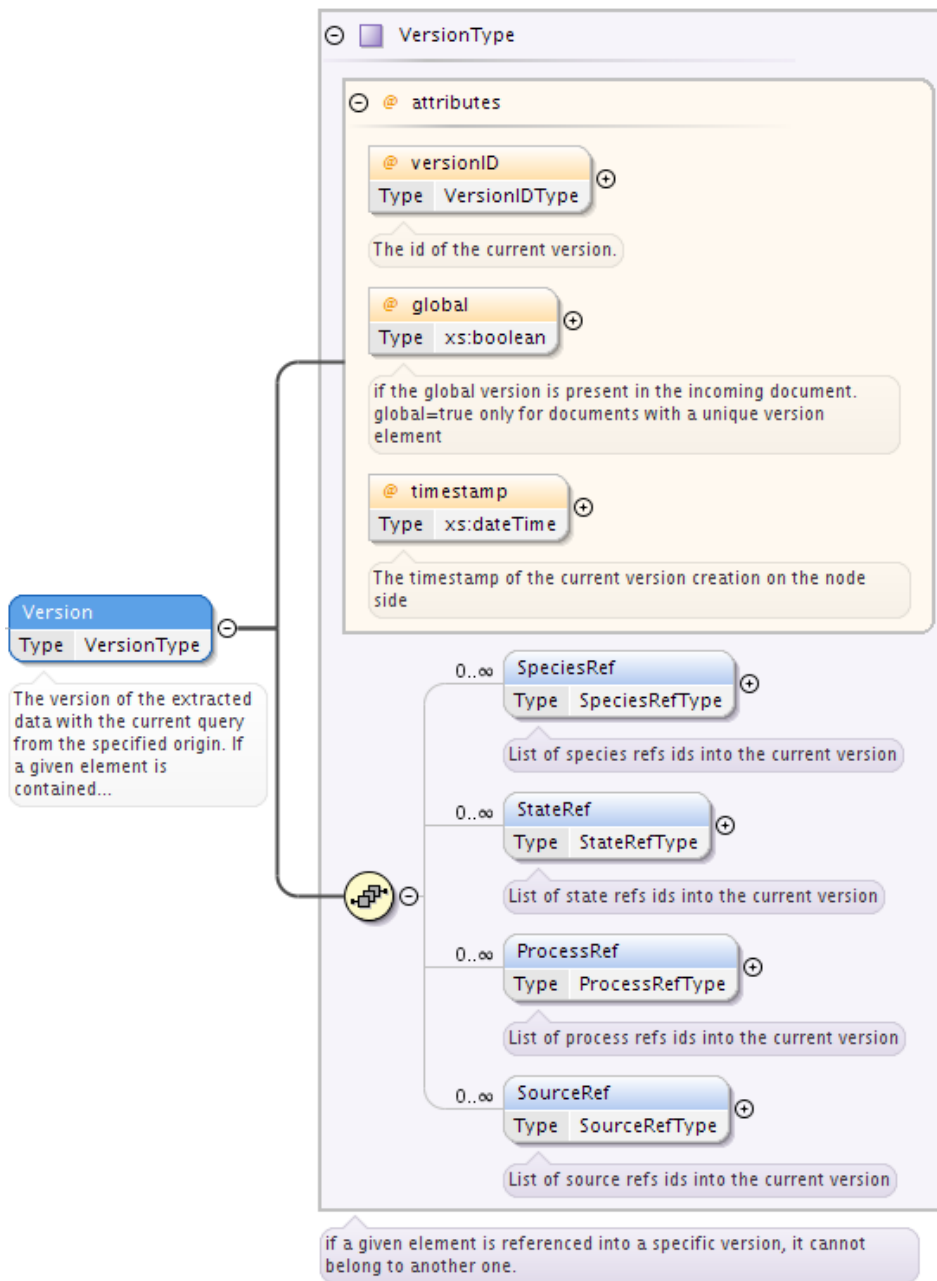 VersionType
@ attributes
@ versionID
Type VersionIDType
The id of the current version.
@ global
Type xs:boolean
if the global version is present in the incoming document.
global=true only for documents with a unique version
element
@ timestamp
Type xs:dateTime
The timestamp of the current version creation on the node
side
Version
Type VersionType
The version of the extracted
data with the current query
from the specified origin. If
a given element is
contained...
0..∞ SpeciesRef
Type SpeciesRefType
List of species refs ids into the current version
0..∞ StateRef
Type StateRefType
List of state refs ids into the current version
0..∞ ProcessRef
Type ProcessRefType
List of process refs ids into the current version
0..∞ SourceRef
Type SourceRefType
List of source refs ids into the current version
if a given element is referenced into a specific version, it cannot
belong to another one.